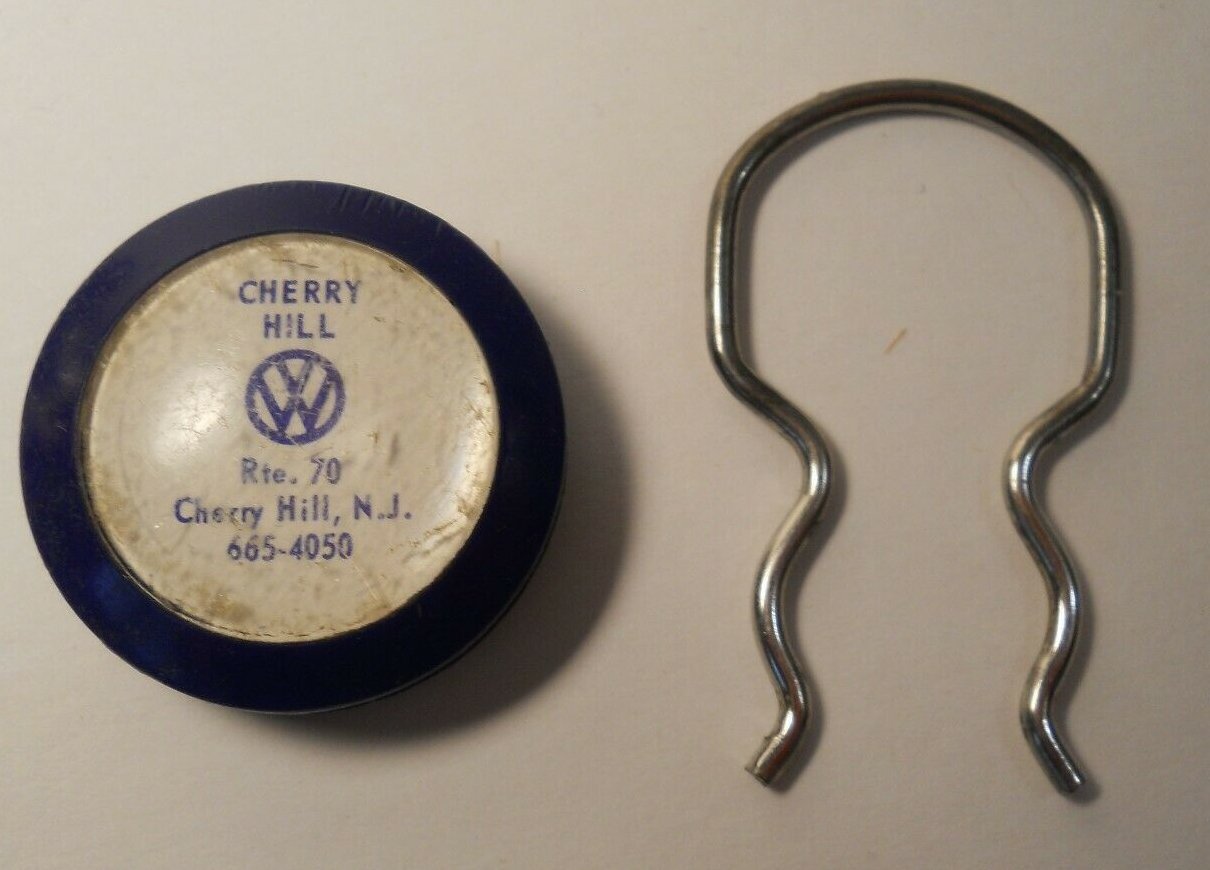 CHERRY
HILL
VW
Rte. 70
Cherry Hill, N.J.
665-4050